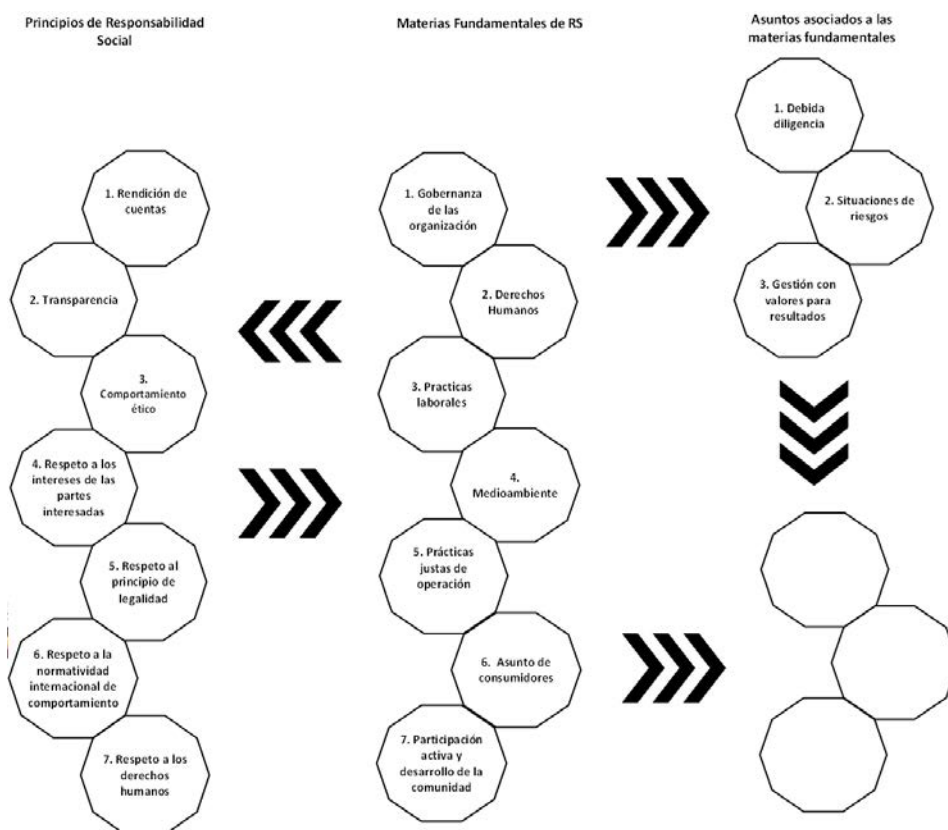 Principios de Responsabilidad
Social
1. Rendición de
cuentas
2. Transparencia
3.
Comportamiento
ético
4. Respeto a los
intereses de las
partes
interesadas
5. Respeto al
principio de
legalidad
6. Respeto a la
normatividad
internacional de
comportamiento
7. Respeto a los
derechos
humanos
Materias Fundamentales de RS
1. Gobernanza
de las
organización
2. Derechos
Humanos
3. Practicas
laborales
4.
Medioambiente
5. Prácticas
justas de
operación
6. Asunto de
consumidores
7. Participación
activa y
desarrollo de la
comunidad
Asuntos asociados a las
materias fundamentales
1. Debida
diligencia
2. Situaciones de
riesgos
3. Gestión con
valores para
resultados